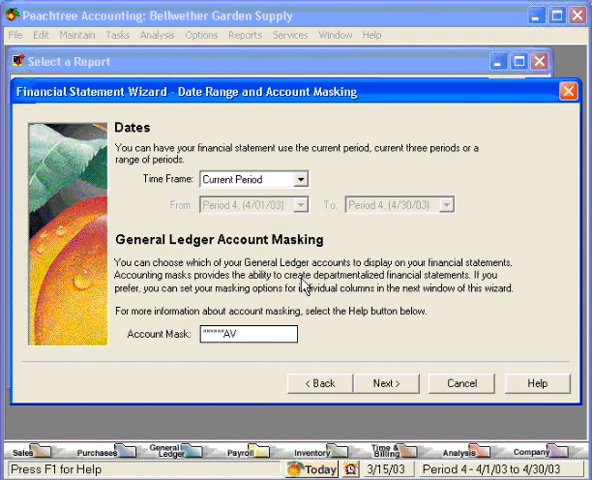 Peachtree Accounting: Bellwether Garden Supply
File Edit Maintain Tasks Analysis Options Reports Services Window Help
Select a Report
Financial Statement Wizard - Date Range and Account Masking
Dates
You can have your financial statement use the current period, current three periods or a
range of periods.
Time Frame: Current Period
From: Period 4, (4/01/03) To: Period 4, (4/30/03)
General Ledger Account Masking
You can choose which of your General Ledger accounts to display on your financial statements.
Accounting masks provides the ability to create departmentalized financial statements. If you
prefer, you can set your masking options for individual columns in the next window of this wizard.
For more information about account masking, select the Help button below.
Account Mask: ******AV
< Back Next > Cancel Help
Sales Purchases General Ledger Payroll Inventory Time & Billing Analysis Company
Press F1 for Help Today 3/15/03 Period 4 - 4/1/03 to 4/30/03